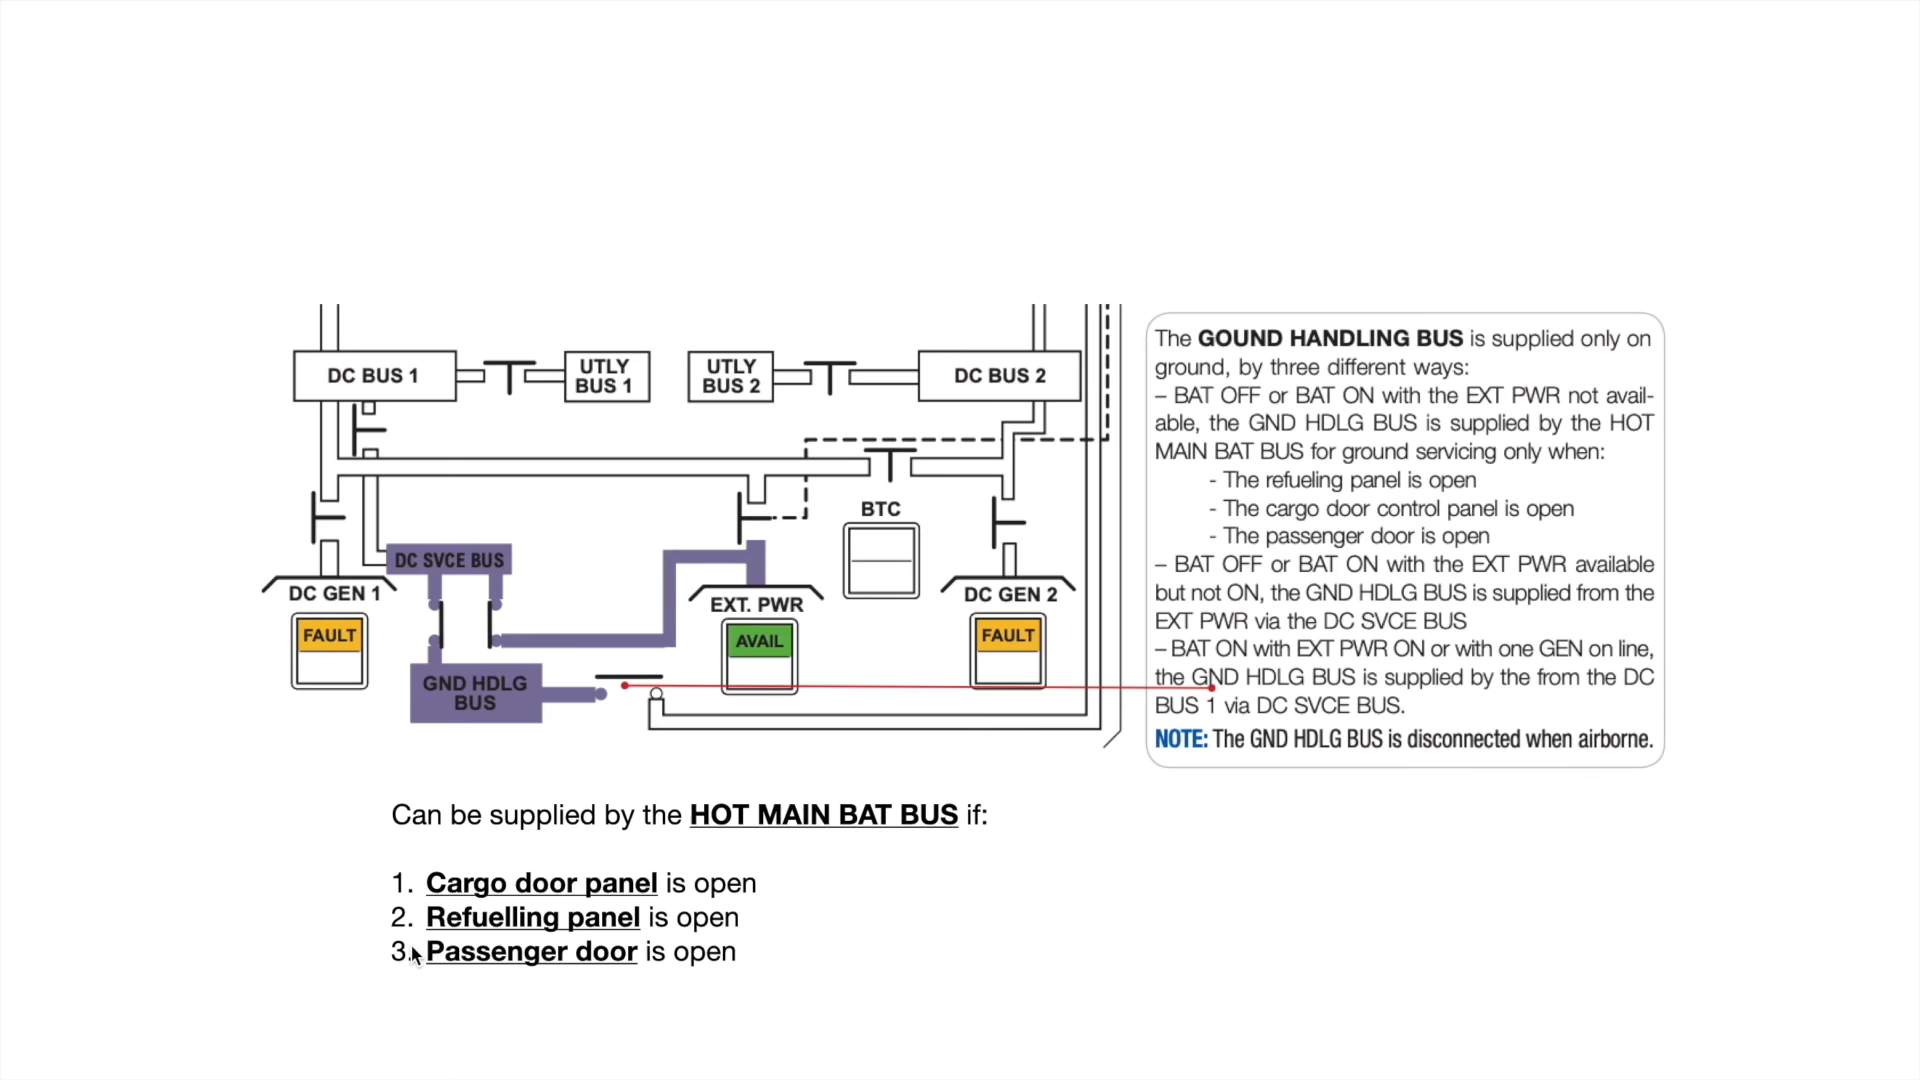 DC BUS 1
UTLY
BUS 1
UTLY
BUS 2
DC BUS 2
BTC
DC SVCE BUS
DC GEN 1
FAULT
EXT. PWR
AVAIL
DC GEN 2
FAULT
GND HDLG
BUS
The GOUND HANDLING BUS is supplied only on
ground, by three different ways:
– BAT OFF or BAT ON with the EXT PWR not avail-
able, the GND HDLG BUS is supplied by the HOT
MAIN BAT BUS for ground servicing only when:
- The refueling panel is open
- The cargo door control panel is open
- The passenger door is open
– BAT OFF or BAT ON with the EXT PWR available
but not ON, the GND HDLG BUS is supplied from the
EXT PWR via the DC SVCE BUS
– BAT ON with EXT PWR ON or with one GEN on line,
the GND HDLG BUS is supplied by the from the DC
BUS 1 via DC SVCE BUS.
NOTE: The GND HDLG BUS is disconnected when airborne.
Can be supplied by the HOT MAIN BAT BUS if:
1. Cargo door panel is open
2. Refuelling panel is open
3. Passenger door is open